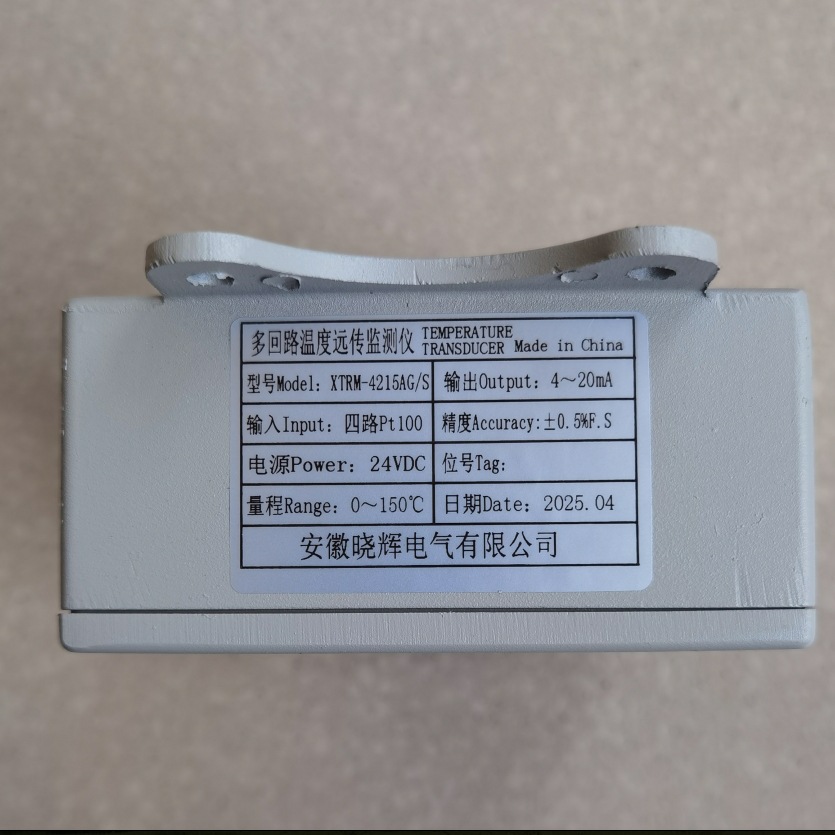 多回路温度远传监测仪 TEMPERATURE TRANSDUCER Made in China
型号Model: XTRM-4215AG/S 输出Output: 4～20mA
输入Input: 四路Pt100 精度Accuracy:±0.5%F.S
电源Power: 24VDC 位号Tag:
量程Range: 0～150℃ 日期Date: 2025.04
安徽晓辉电气有限公司